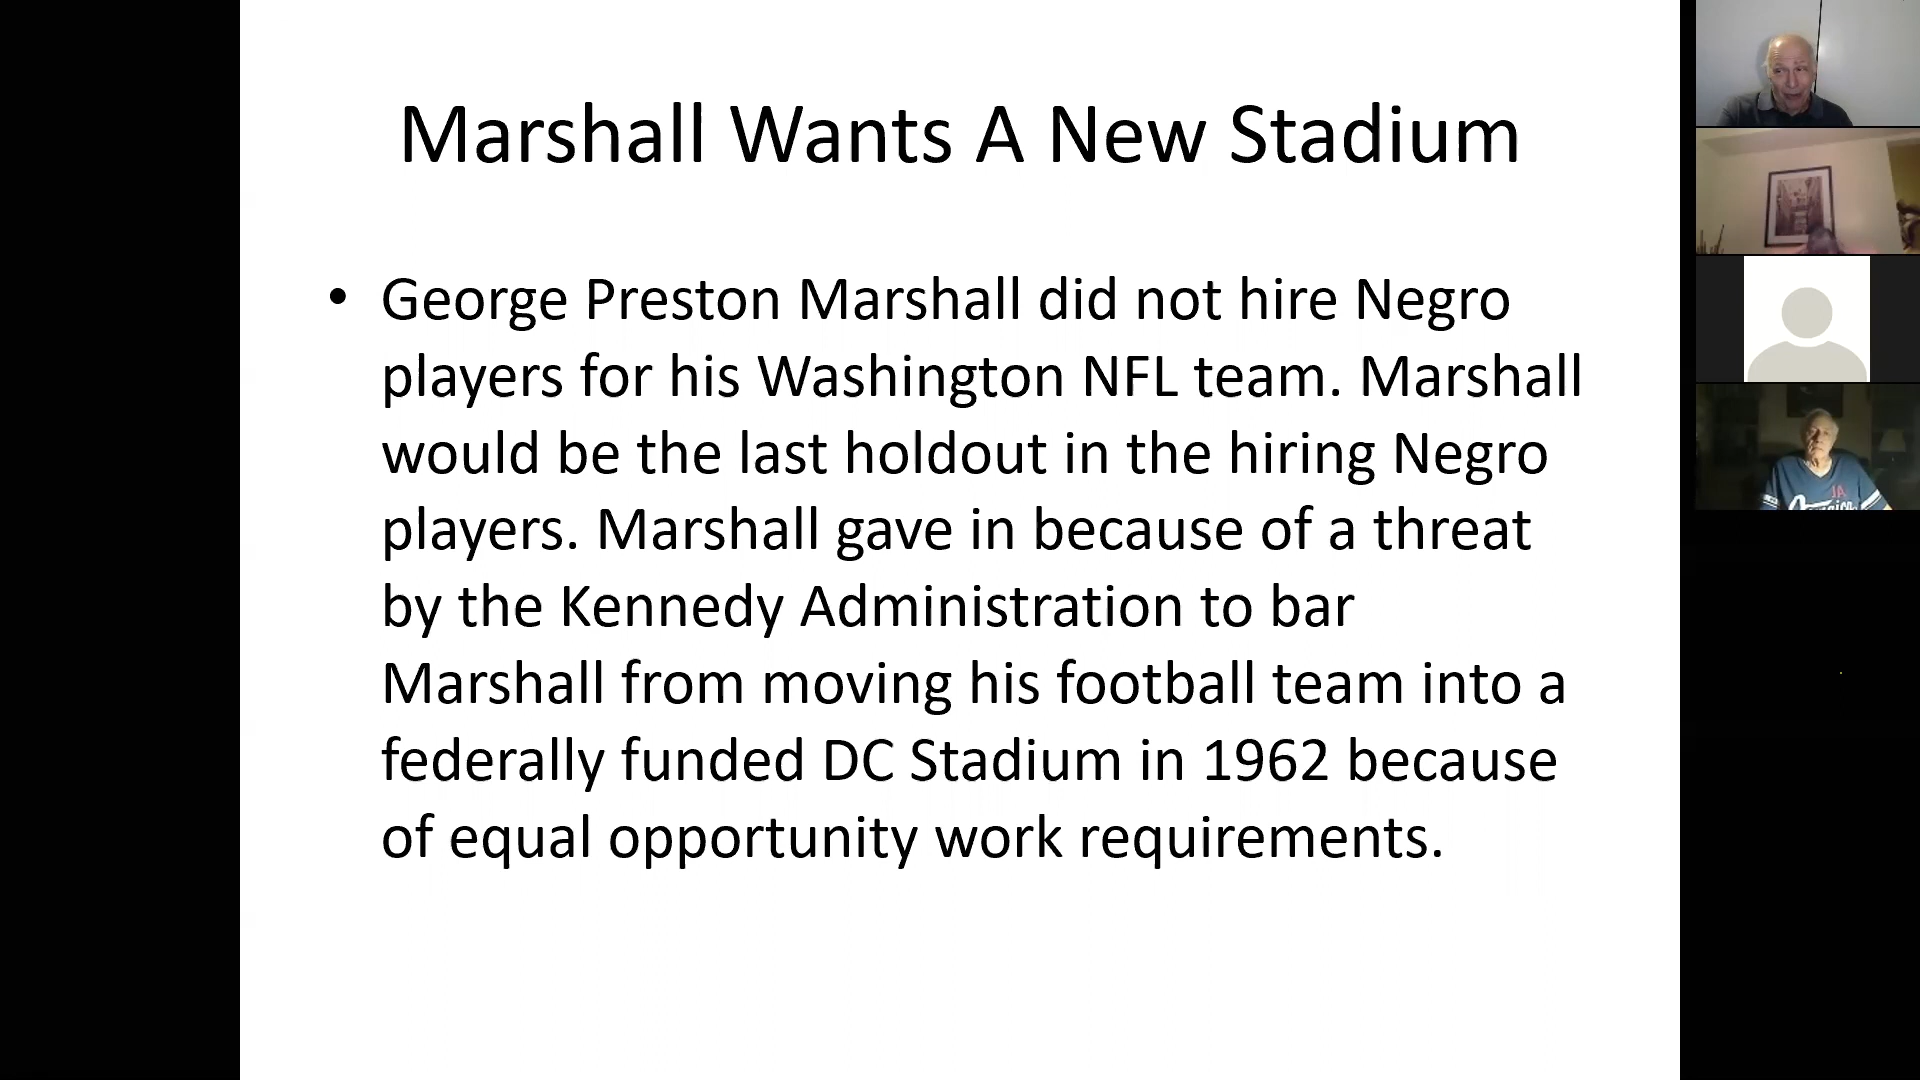 Marshall Wants A New Stadium
• George Preston Marshall did not hire Negro
players for his Washington NFL team. Marshall
would be the last holdout in the hiring Negro
players. Marshall gave in because of a threat
by the Kennedy Administration to bar
Marshall from moving his football team into a
federally funded DC Stadium in 1962 because
of equal opportunity work requirements.